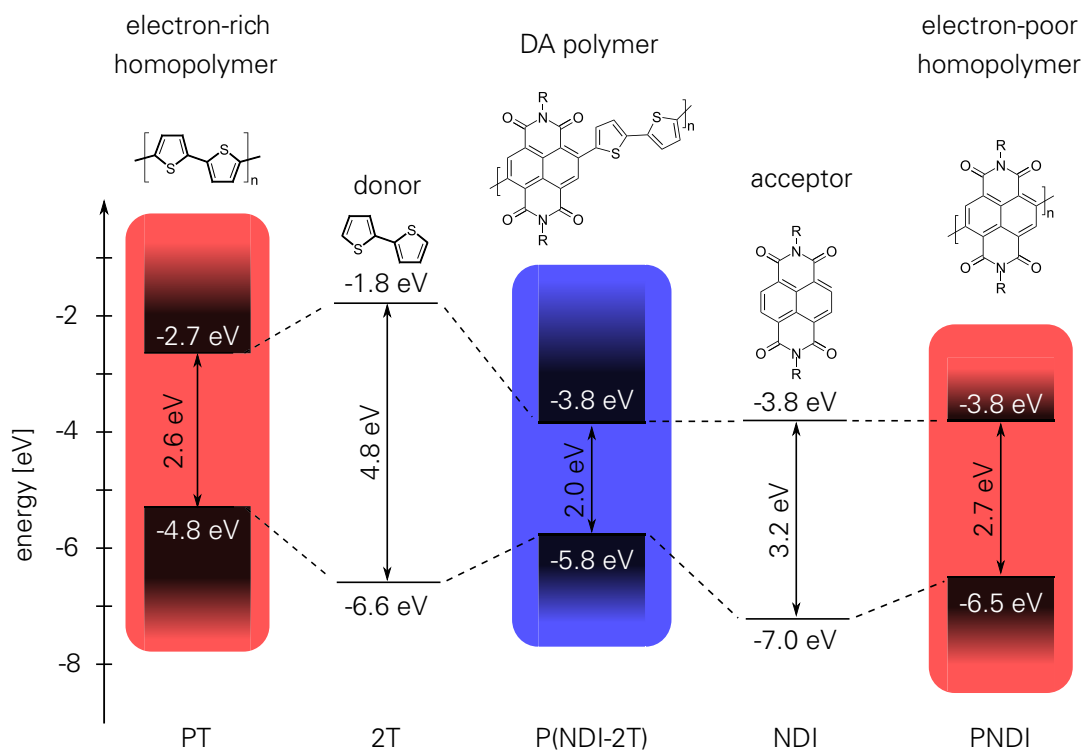 electron-rich
homopolymer
DA polymer
electron-poor
homopolymer
R
O N O
S
S
n
O N O
R
S
S
n
donor
S
S
acceptor
R
O N O
O N O
R
R
O N O
n
O N O
R
energy [eV]
-2
-4
-6
-8
-2.7 eV
2.6 eV
-4.8 eV
-1.8 eV
4.8 eV
-6.6 eV
-3.8 eV
2.0 eV
-5.8 eV
-3.8 eV
3.2 eV
-7.0 eV
-3.8 eV
2.7 eV
-6.5 eV
PT
2T
P(NDI-2T)
NDI
PNDI